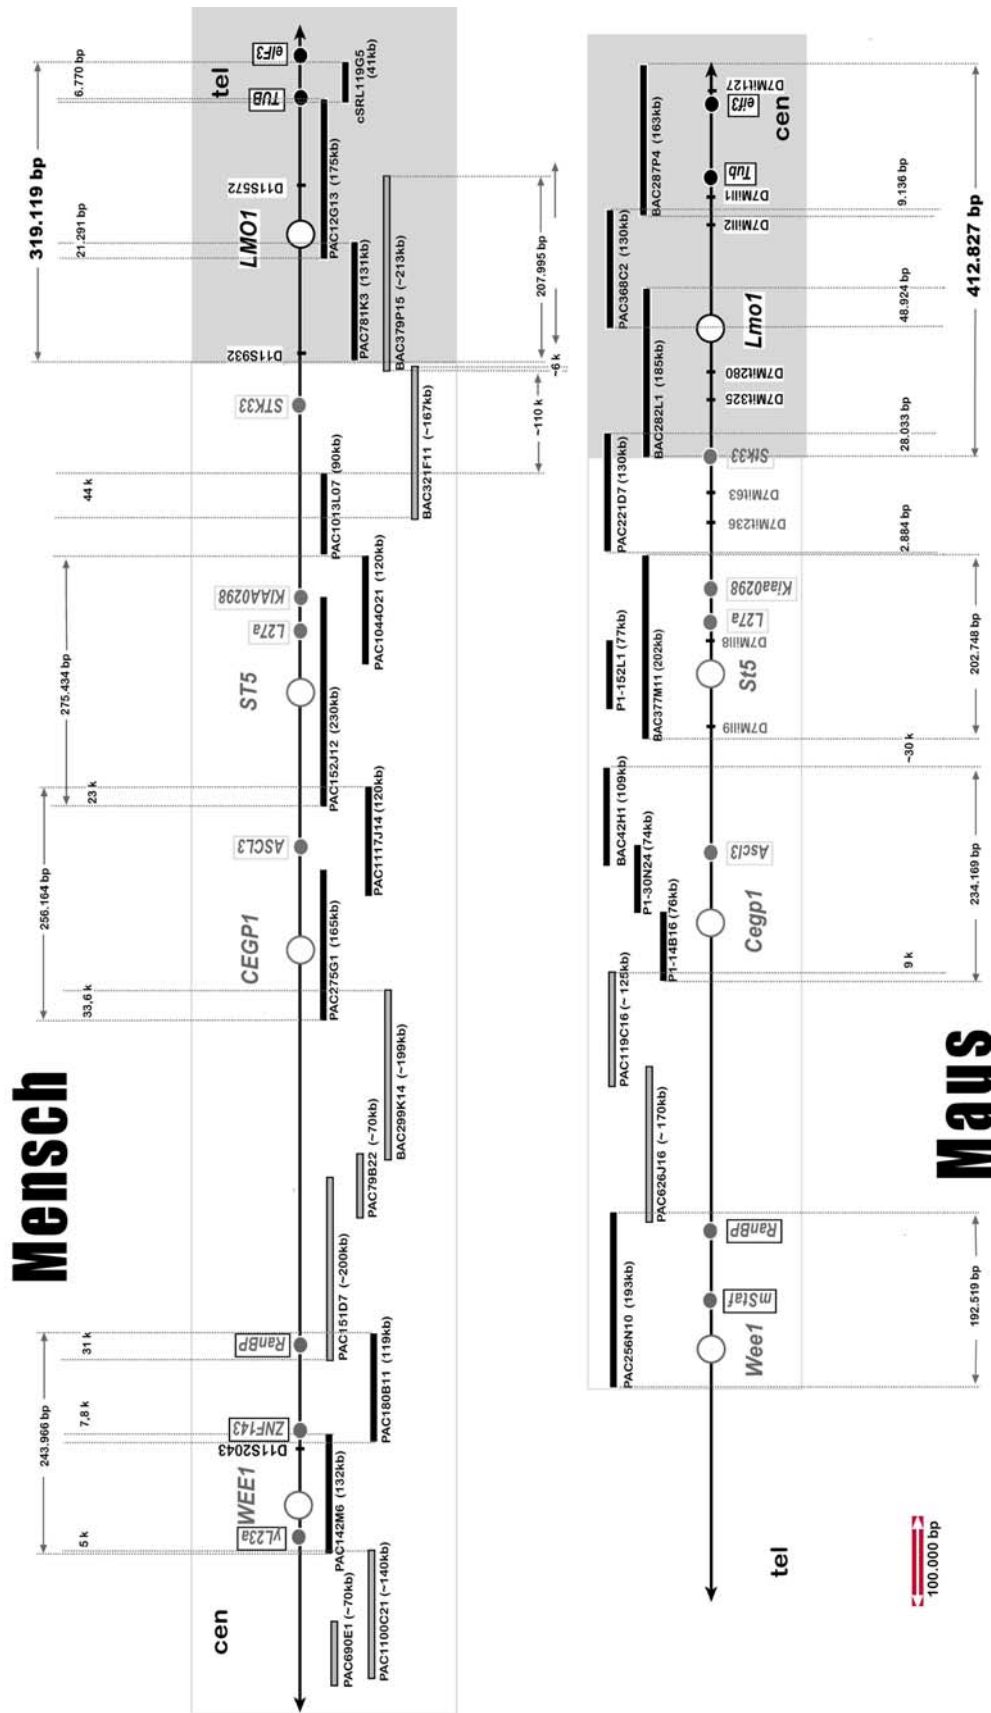 Mensch
cen
tel
243.966 bp
256.164 bp
275.434 bp
319.119 bp
5 k
7,8 k
31 k
33,6 k
23 k
44 k
21.291 bp
6.770 bp
yL23a
WEE1
D11S2043
ZNF143
RanBP
CEGP1
ASCL3
ST5
L27a
KIAA0298
STK33
D11S932
LMO1
D11S572
TUB
eIF3
PAC690E1 (~70kb)
PAC1100C21 (~140kb)
PAC142M6 (132kb)
PAC180B11 (119kb)
PAC151D7 (~200kb)
PAC79B22 (~70kb)
BAC299K14 (~199kb)
PAC275G1 (165kb)
PAC1117J14 (120kb)
PAC152J12 (230kb)
PAC1044O21 (120kb)
PAC1013L07 (90kb)
BAC321F11 (~167kb)
BAC379P15 (~213kb)
PAC781K3 (131kb)
PAC12G13 (175kb)
cSRL119G5
(41kb)
~110 k
~6 k
207.995 bp
Maus
tel
cen
PAC256N10 (193kb)
PAC626J16 (~ 170kb)
PAC119C16 (~ 125kb)
P1-14B16 (76kb)
P1-30N24 (74kb)
BAC42H1 (109kb)
BAC377M11 (202kb)
P1-152L1 (77kb)
PAC221D7 (130kb)
BAC282L1 (185kb)
PAC368C2 (130kb)
BAC287P4 (163kb)
Wee1
mStaf
RanBP
Cegp1
Ascl3
D7Mill9
St5
D7Mill8
L27a
Kiaa0298
D7Mit236
D7Mit63
Stk33
D7Mit325
D7Mit280
Lmo1
D7Mill2
D7Mill1
Tub
eif3
D7Mit127
9 k
~30 k
2.884 bp
28.033 bp
48.924 bp
9.136 bp
192.519 bp
234.169 bp
202.748 bp
412.827 bp
100.000 bp